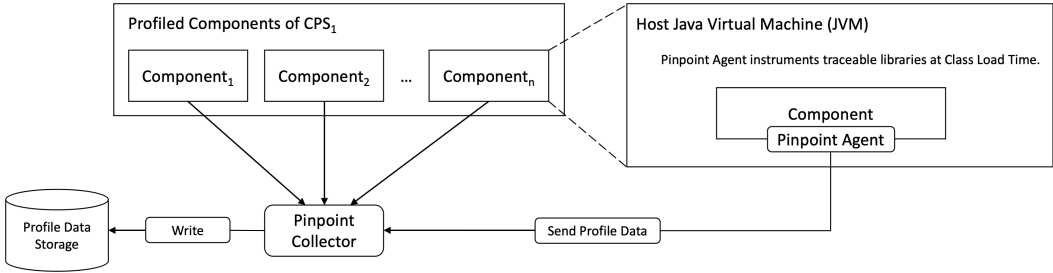 Profiled Components of CPS₁
Component₁
Component₂
...
Componentₙ
Host Java Virtual Machine (JVM)
Pinpoint Agent instruments traceable libraries at Class Load Time.
Component
Pinpoint Agent
Profile Data
Storage
Write
Pinpoint
Collector
Send Profile Data